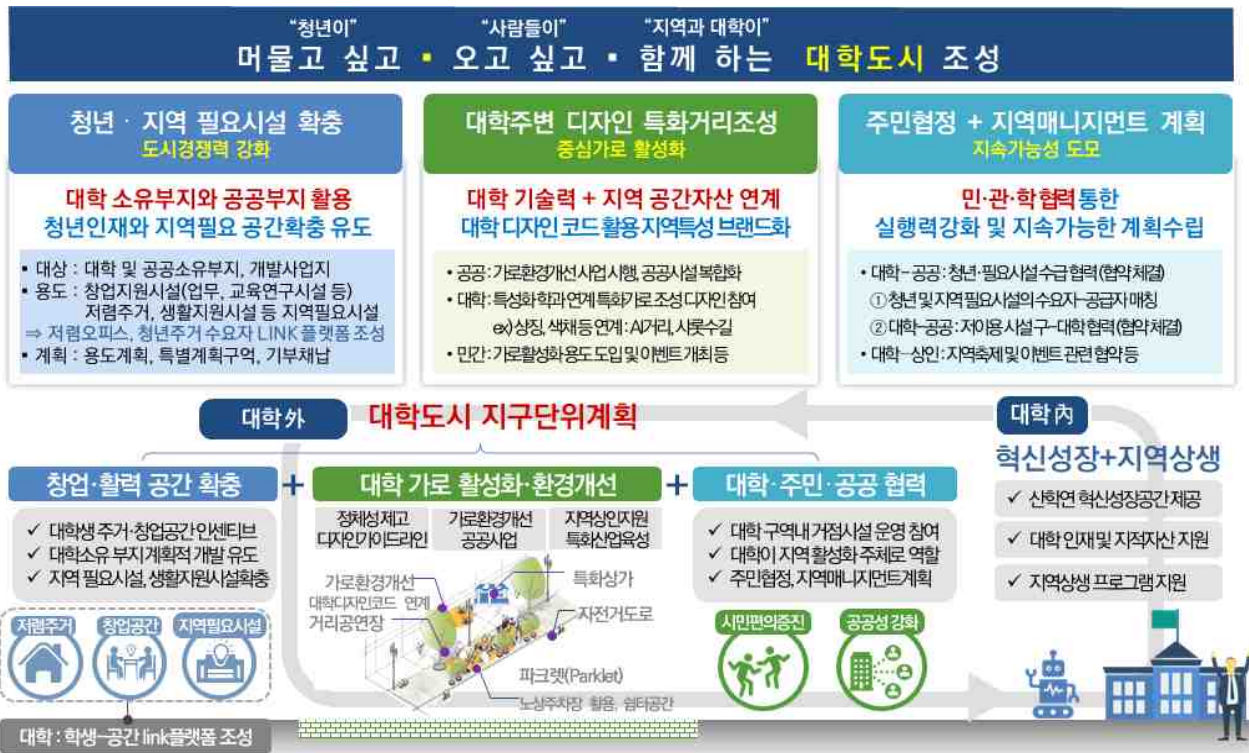 “청년이” “사람들이” “지역과 대학이”
머물고 싶고 ▪ 오고 싶고 ▪ 함께 하는 대학도시 조성
청년 · 지역 필요시설 확충
도시경쟁력 강화
대학 소유부지와 공공부지 활용
청년인재와 지역필요 공간확충 유도
▪ 대상 : 대학 및 공공소유부지, 개발사업지
▪ 용도 : 창업지원시설(업무, 교육연구시설 등)
저렴주거, 생활지원시설 등 지역필요시설
⇒ 저렴오피스, 청년주거 수요자 LINK 플랫폼 조성
▪ 계획 : 용도계획, 특별계획구역, 기부채납
대학주변 디자인 특화거리조성
중심가로 활성화
대학 기술력 + 지역 공간자산 연계
대학 디자인 코드 활용 지역특성 브랜드화
• 공공 : 가로환경개선 사업 시행, 공공시설 복합화
• 대학 : 특성화 학과 연계 특화가로 조성 디자인 참여
ex) 상징, 색채 등 연계 : AI거리, 샤롯수길
• 민간 : 가로활성화 용도 도입 및 이벤트 개최 등
주민협정 + 지역매니지먼트 계획
지속가능성 도모
민·관·학협력통한
실행력강화 및 지속가능한 계획수립
• 대학 – 공공 : 청년·필요시설 수급 협력 (협약 체결)
① 청년 및 지역 필요시설의 수요자–공급자 매칭
② 대학–공공 : 저이용 시설 구–대학 협력 (협약 체결)
• 대학–상인 : 지역축제 및 이벤트 관련 협약 등
대학外
대학도시 지구단위계획
대학內
혁신성장+지역상생
✓ 산학연 혁신성장공간 제공
✓ 대학 인재 및 지적자산 지원
✓ 지역상생 프로그램 지원
창업·활력 공간 확충
✓ 대학생 주거·창업공간 인센티브
✓ 대학소유 부지 계획적 개발 유도
✓ 지역 필요시설, 생활지원시설확충
저렴주거 창업공간 지역필요시설
대학 : 학생–공간 link플랫폼 조성
+
대학 가로 활성화·환경개선
정체성 제고
디자인가이드라인
가로환경개선
공공사업
지역상인지원
특화산업육성
가로환경개선
대학디자인코드 연계
거리공연장
특화상가
자전거도로
파크렛(Parklet)
노상주차장 활용, 쉼터공간
+
대학·주민·공공 협력
✓ 대학 구역내 거점시설 운영 참여
✓ 대학이 지역 활성화 주체로 역할
✓ 주민협정, 지역매니지먼트계획
시민편의증진 공공성 강화